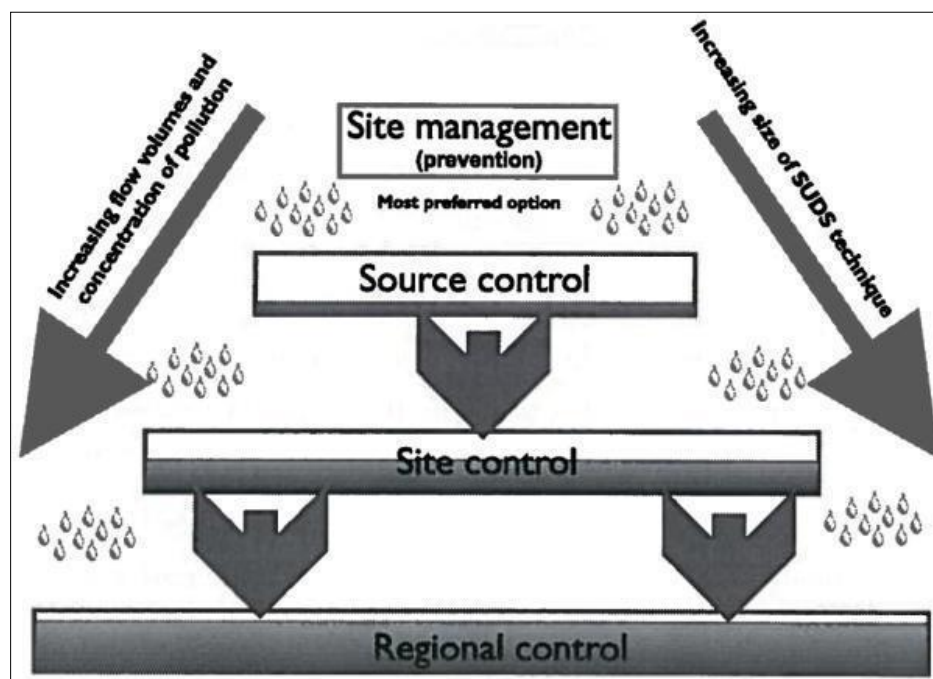 Increasing flow volumes and
concentration of pollution
Increasing size of SUDS technique
Site management
(prevention)
Most preferred option
Source control
Site control
Regional control